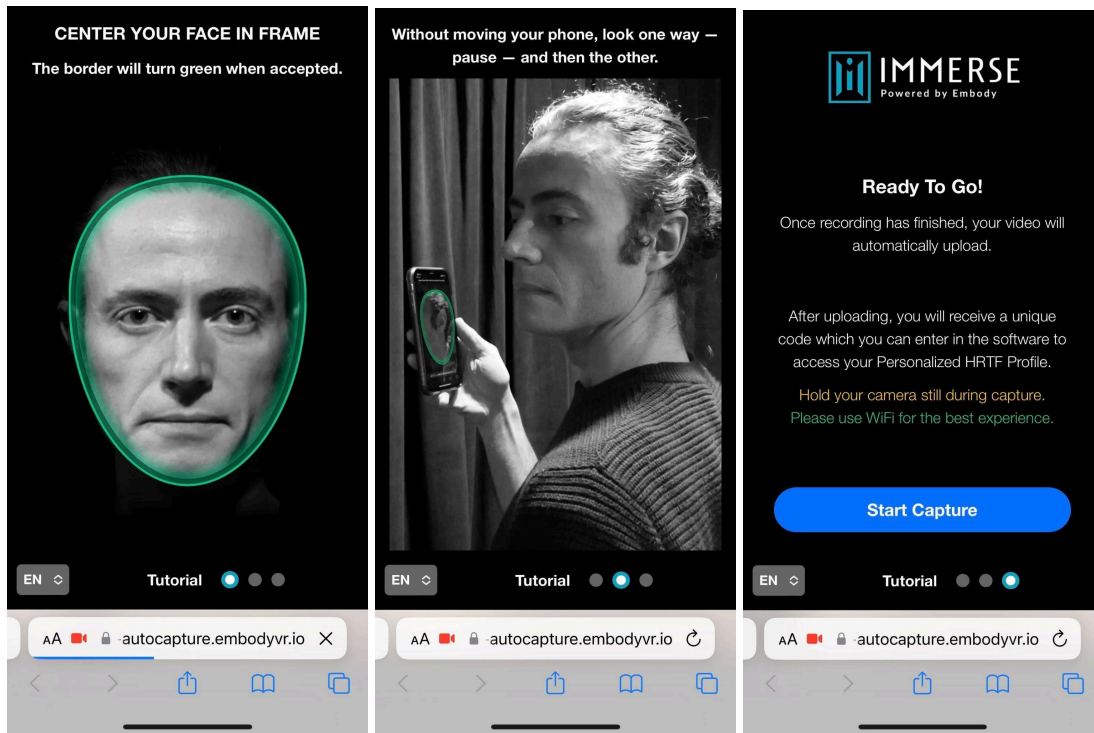 CENTER YOUR FACE IN FRAME
The border will turn green when accepted.
EN
Tutorial
AA
-autocapture.embodyvr.io
Without moving your phone, look one way —
pause — and then the other.
EN
Tutorial
AA
-autocapture.embodyvr.io
IMMERSE
Powered by Embody
Ready To Go!
Once recording has finished, your video will
automatically upload.
After uploading, you will receive a unique
code which you can enter in the software to
access your Personalized HRTF Profile.
Hold your camera still during capture.
Please use WiFi for the best experience.
Start Capture
EN
Tutorial
AA
-autocapture.embodyvr.io